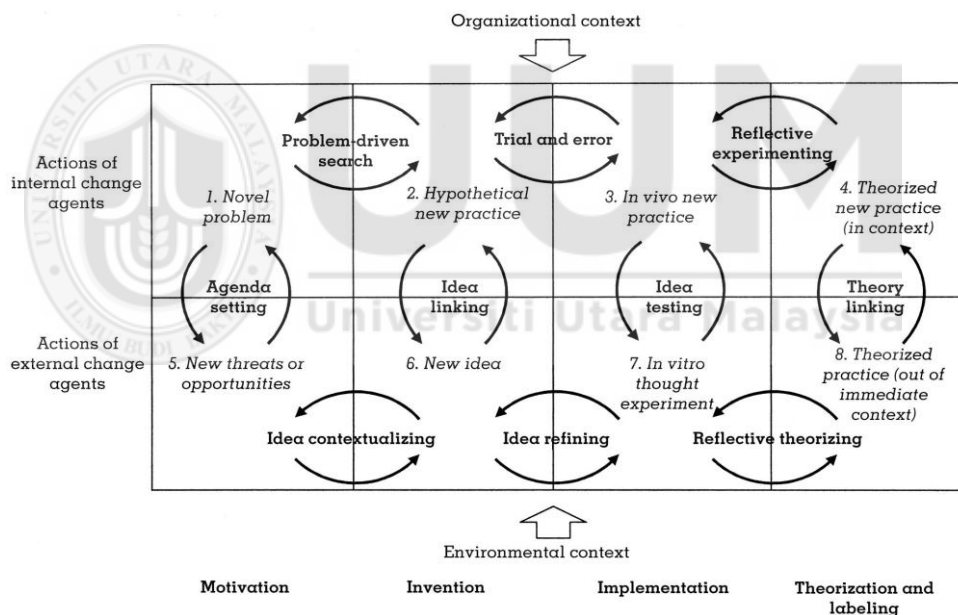 Organizational context
UUM
Universiti Utara Malaysia
UNIVERSITI UTARA MALAYSIA
Actions of
internal change
agents
Problem-driven
search
Trial and error
Reflective
experimenting
1. Novel
problem
2. Hypothetical
new practice
3. In vivo new
practice
4. Theorized
new practice
(in context)
Agenda
setting
Idea
linking
Idea
testing
Theory
linking
Actions of
external change
agents
5. New threats or
opportunities
6. New idea
7. In vitro
thought
experiment
8. Theorized
practice (out of
immediate
context)
Idea contextualizing
Idea refining
Reflective theorizing
Environmental context
Motivation
Invention
Implementation
Theorization and
labeling